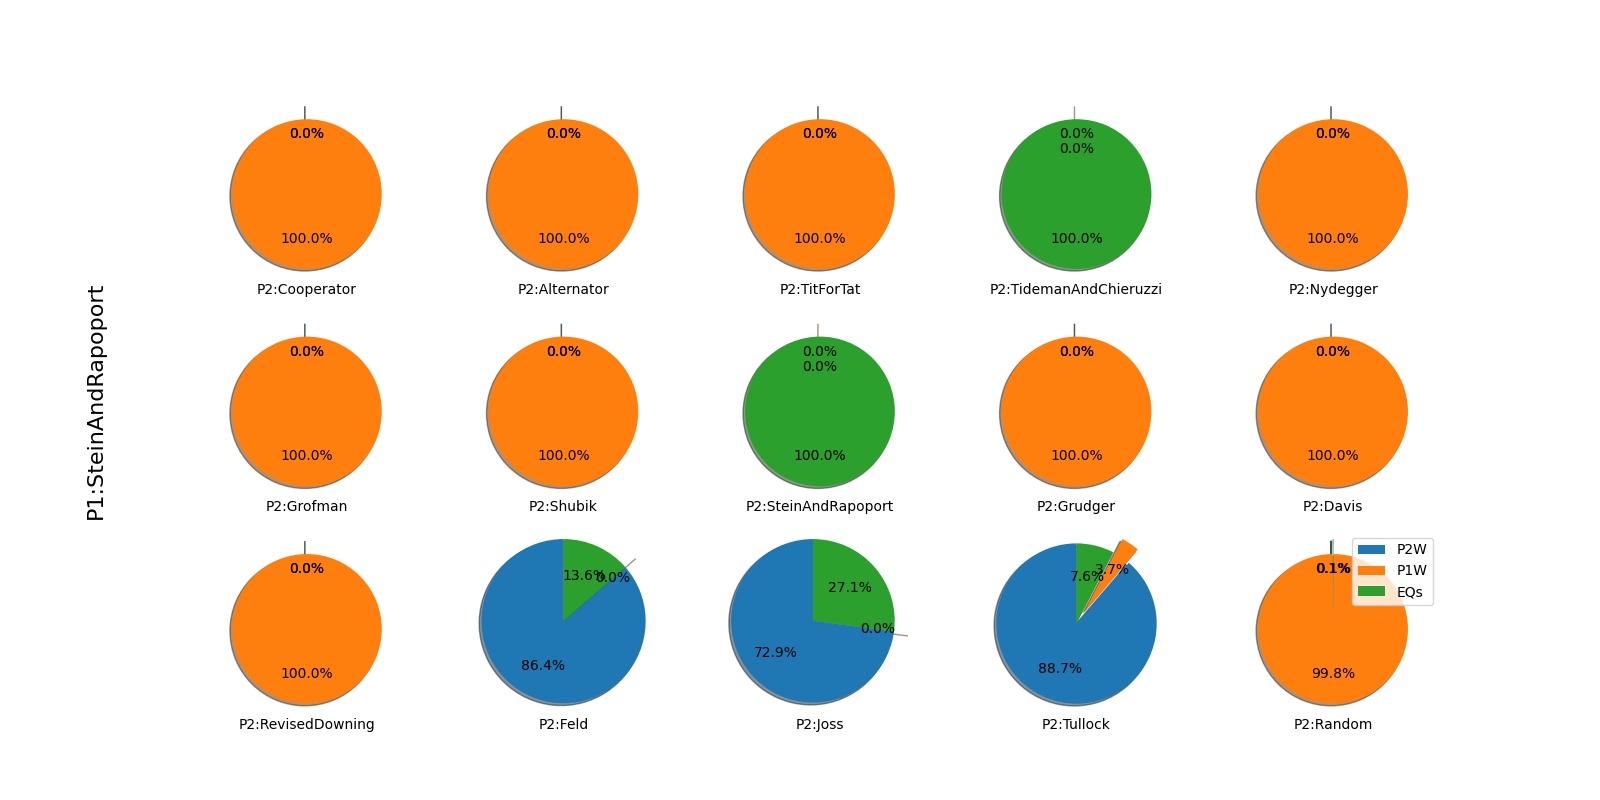 P1:SteinAndRapoport
0.0%
100.0%
P2:Cooperator
0.0%
100.0%
P2:Alternator
0.0%
100.0%
P2:TitForTat
0.0%
0.0%
100.0%
P2:TidemanAndChieruzzi
0.0%
100.0%
P2:Nydegger
0.0%
100.0%
P2:Grofman
0.0%
100.0%
P2:Shubik
0.0%
0.0%
100.0%
P2:SteinAndRapoport
0.0%
100.0%
P2:Grudger
0.0%
100.0%
P2:Davis
0.0%
100.0%
P2:RevisedDowning
13.6%
0.0%
86.4%
P2:Feld
27.1%
0.0%
72.9%
P2:Joss
7.6%
3.7%
88.7%
P2:Tullock
0.1%
99.8%
P2:Random
P2W
P1W
EQs